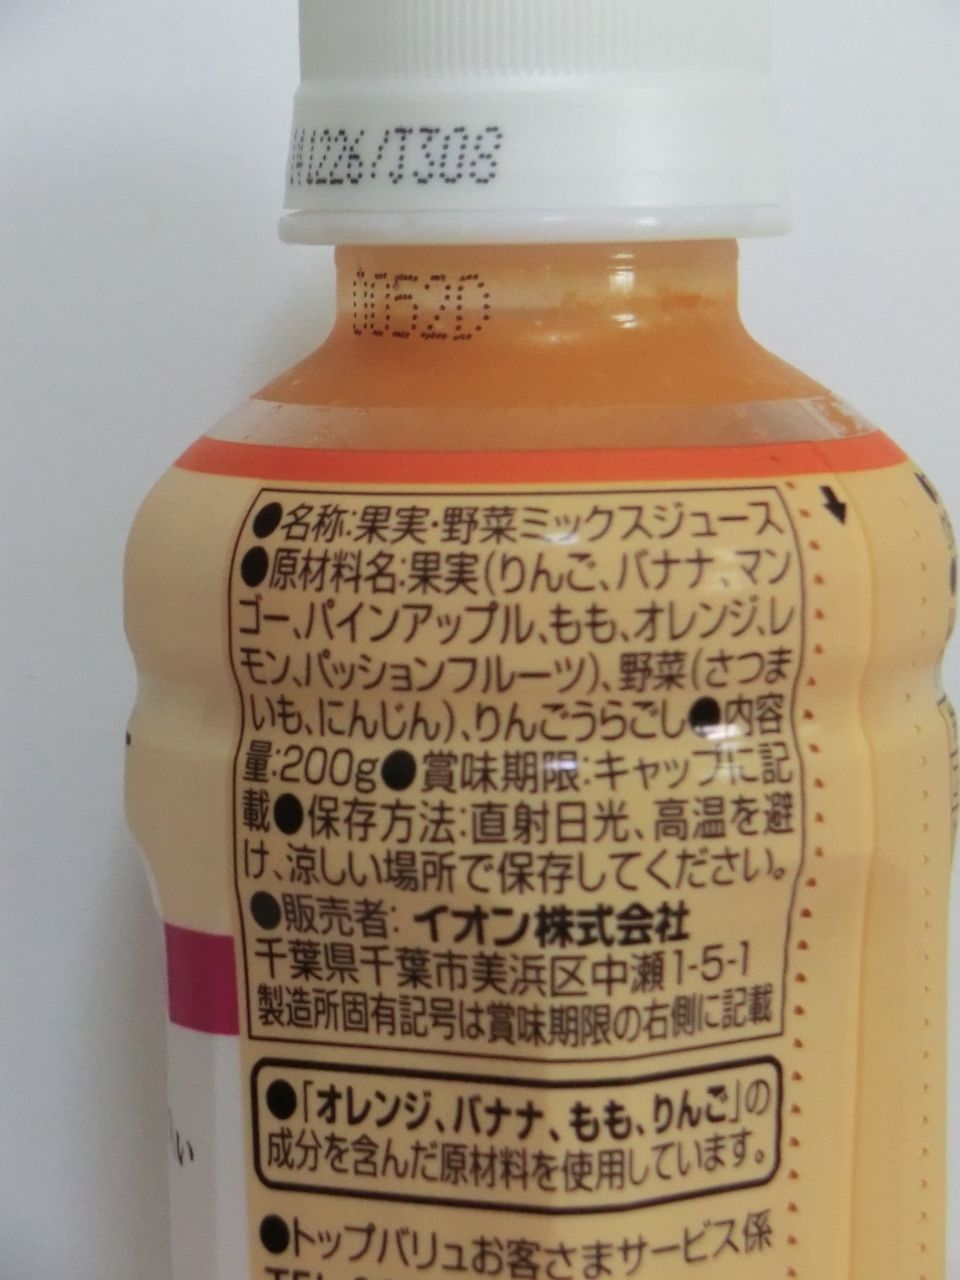 1226/J308
0052D
●名称:果実・野菜ミックスジュース
●原材料名:果実(りんご、バナナ、マン
ゴー、パインアップル、もも、オレンジ、レ
モン、パッションフルーツ)、野菜(さつま
いも、にんじん)、りんごうらごし●内容
量:200g●賞味期限:キャップに記
載●保存方法:直射日光、高温を避
け、涼しい場所で保存してください。
●販売者: イオン株式会社
千葉県千葉市美浜区中瀬1-5-1
製造所固有記号は賞味期限の右側に記載
●「オレンジ、バナナ、もも、りんご」の
成分を含んだ原材料を使用しています。
●トップバリュお客さまサービス係
い